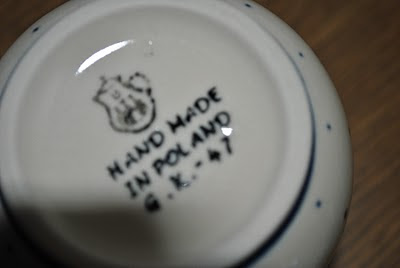 HAND MADE
IN POLAND
G.K.-47